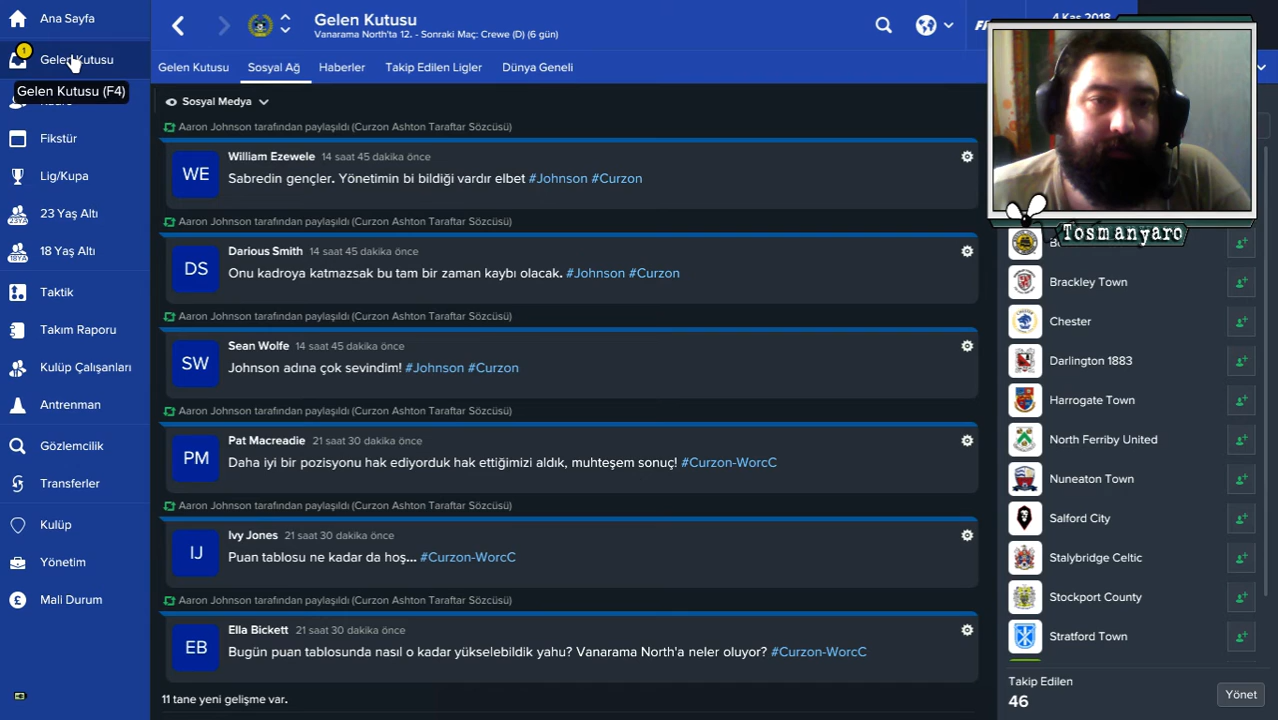 Ana Sayfa
Gelen Kutusu
Vanarama North'ta 12. - Sonraki Maç: Crewe (D) (6 gün)
4 Kas 2018
1
Gelen Kutusu
Gelen Kutusu (F4)
Gelen Kutusu
Sosyal Ağ
Haberler
Takip Edilen Ligler
Dünya Geneli
Fikstür
Lig/Kupa
23 Yaş Altı
18 Yaş Altı
Taktik
Takım Raporu
Kulüp Çalışanları
Antrenman
Gözlemcilik
Transferler
Kulüp
Yönetim
Mali Durum
Sosyal Medya
Aaron Johnson tarafından paylaşıldı (Curzon Ashton Taraftar Sözcüsü)
WE
William Ezewele 14 saat 45 dakika önce
Sabredin gençler. Yönetimin bi bildiği vardır elbet #Johnson #Curzon
Aaron Johnson tarafından paylaşıldı (Curzon Ashton Taraftar Sözcüsü)
DS
Darious Smith 14 saat 45 dakika önce
Onu kadroya katmazsak bu tam bir zaman kaybı olacak. #Johnson #Curzon
Aaron Johnson tarafından paylaşıldı (Curzon Ashton Taraftar Sözcüsü)
SW
Sean Wolfe 14 saat 45 dakika önce
Johnson adına çok sevindim! #Johnson #Curzon
Aaron Johnson tarafından paylaşıldı (Curzon Ashton Taraftar Sözcüsü)
PM
Pat Macreadie 21 saat 30 dakika önce
Daha iyi bir pozisyonu hak ediyorduk hak ettiğimizi aldık, muhteşem sonuç! #Curzon-WorcC
Aaron Johnson tarafından paylaşıldı (Curzon Ashton Taraftar Sözcüsü)
IJ
Ivy Jones 21 saat 30 dakika önce
Puan tablosu ne kadar da hoş... #Curzon-WorcC
Aaron Johnson tarafından paylaşıldı (Curzon Ashton Taraftar Sözcüsü)
EB
Ella Bickett 21 saat 30 dakika önce
Bugün puan tablosunda nasıl o kadar yükselebildik yahu? Vanarama North'a neler oluyor? #Curzon-WorcC
11 tane yeni gelişme var.
Tosmanyaro
Brackley Town
Chester
Darlington 1883
Harrogate Town
North Ferriby United
Nuneaton Town
Salford City
Stalybridge Celtic
Stockport County
Stratford Town
Takip Edilen
46
Yönet